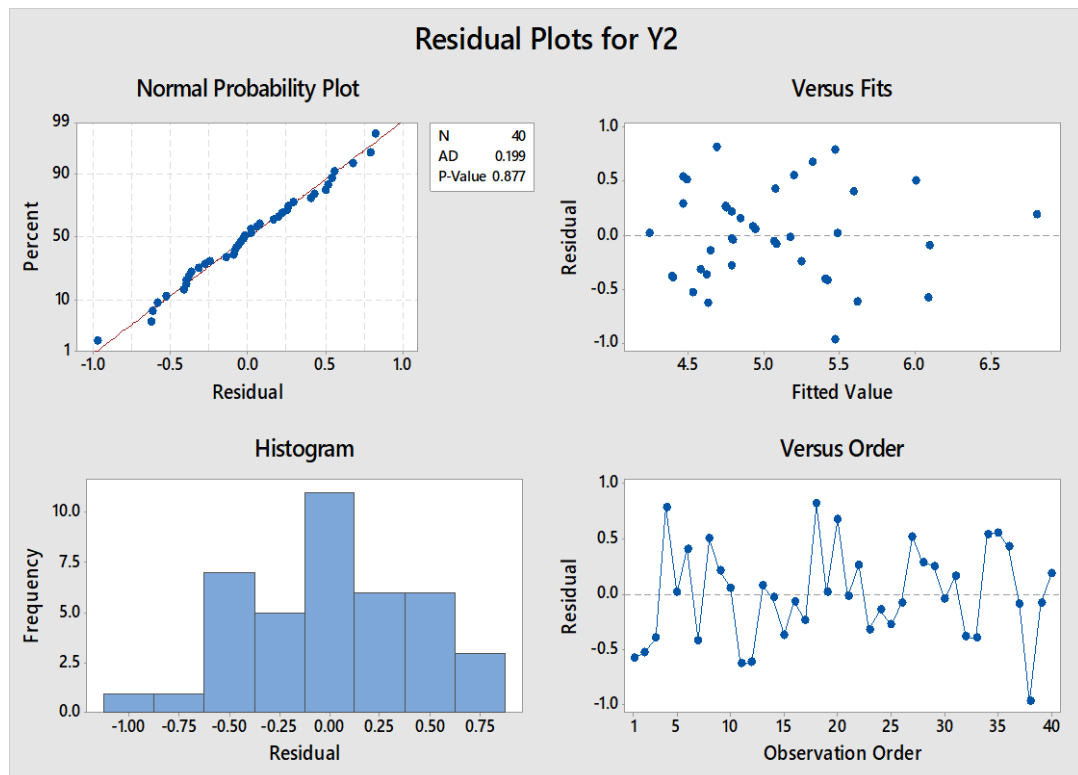 Residual Plots for Y2
Normal Probability Plot
99
90
50
10
1
Percent
-1.0 -0.5 0.0 0.5 1.0
Residual
N 40
AD 0.199
P-Value 0.877
Versus Fits
1.0
0.5
0.0
-0.5
-1.0
Residual
4.5 5.0 5.5 6.0 6.5
Fitted Value
Histogram
10.0
7.5
5.0
2.5
0.0
Frequency
-1.00 -0.75 -0.50 -0.25 0.00 0.25 0.50 0.75
Residual
Versus Order
1.0
0.5
0.0
-0.5
-1.0
Residual
1 5 10 15 20 25 30 35 40
Observation Order